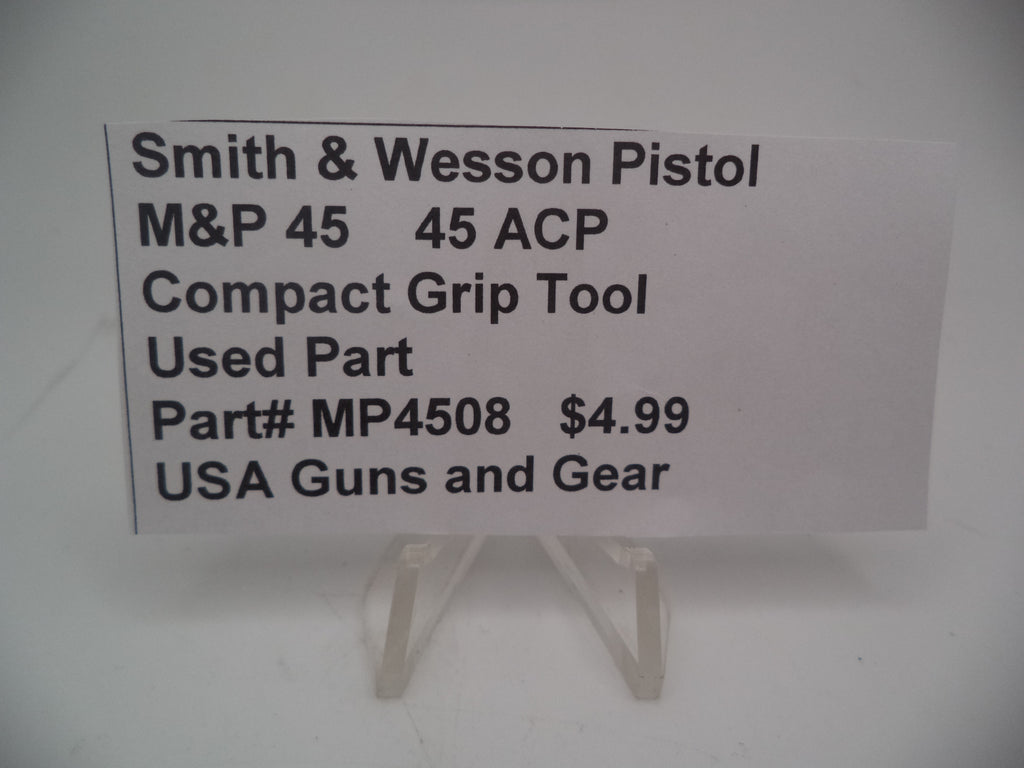 Smith & Wesson Pistol
M&P 45 45 ACP
Compact Grip Tool
Used Part
Part# MP4508 $4.99
USA Guns and Gear